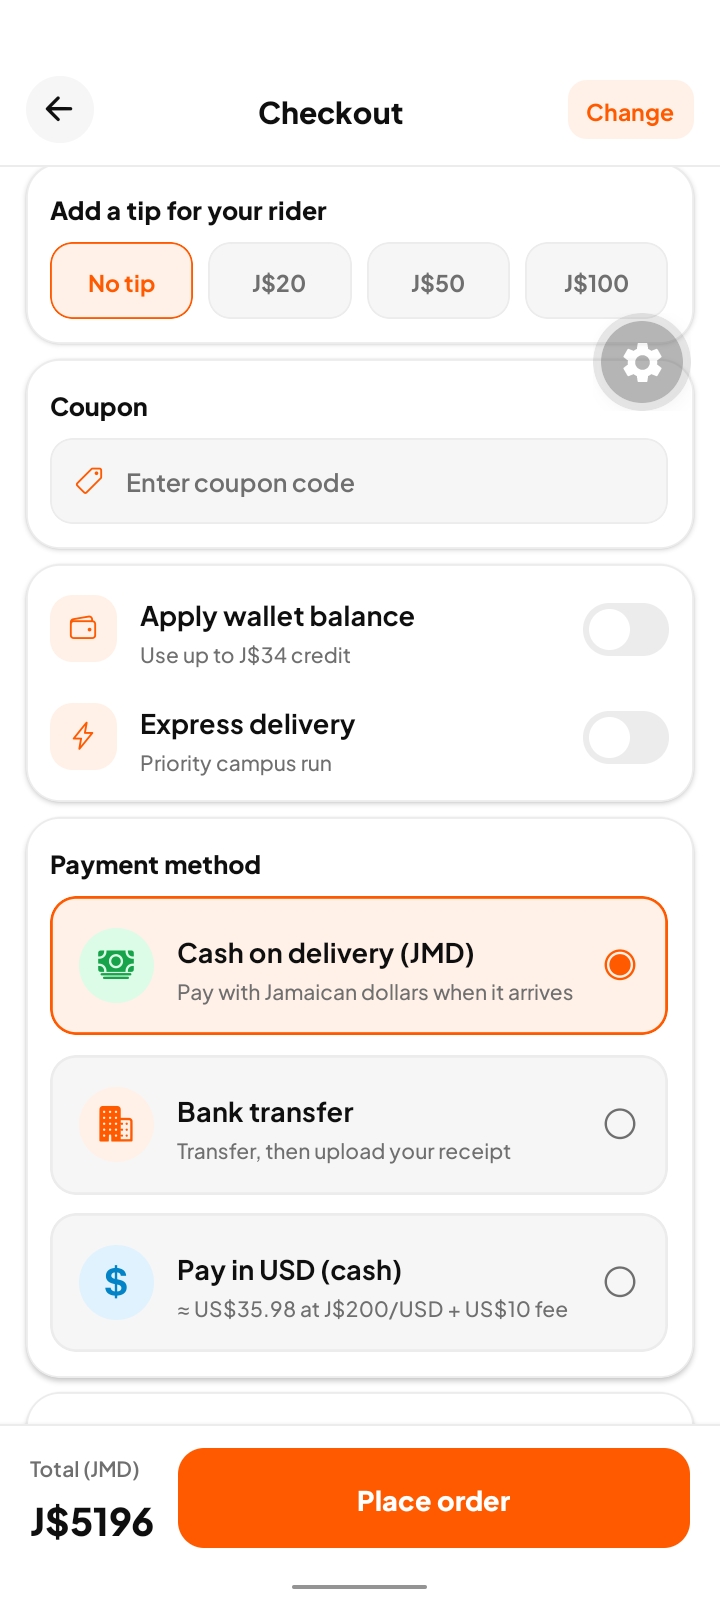 Checkout
Change
Add a tip for your rider
No tip
J$20
J$50
J$100
Coupon
Enter coupon code
Apply wallet balance
Use up to J$34 credit
Express delivery
Priority campus run
Payment method
Cash on delivery (JMD)
Pay with Jamaican dollars when it arrives
Bank transfer
Transfer, then upload your receipt
$
Pay in USD (cash)
≈ US$35.98 at J$200/USD + US$10 fee
Total (JMD)
J$5196
Place order